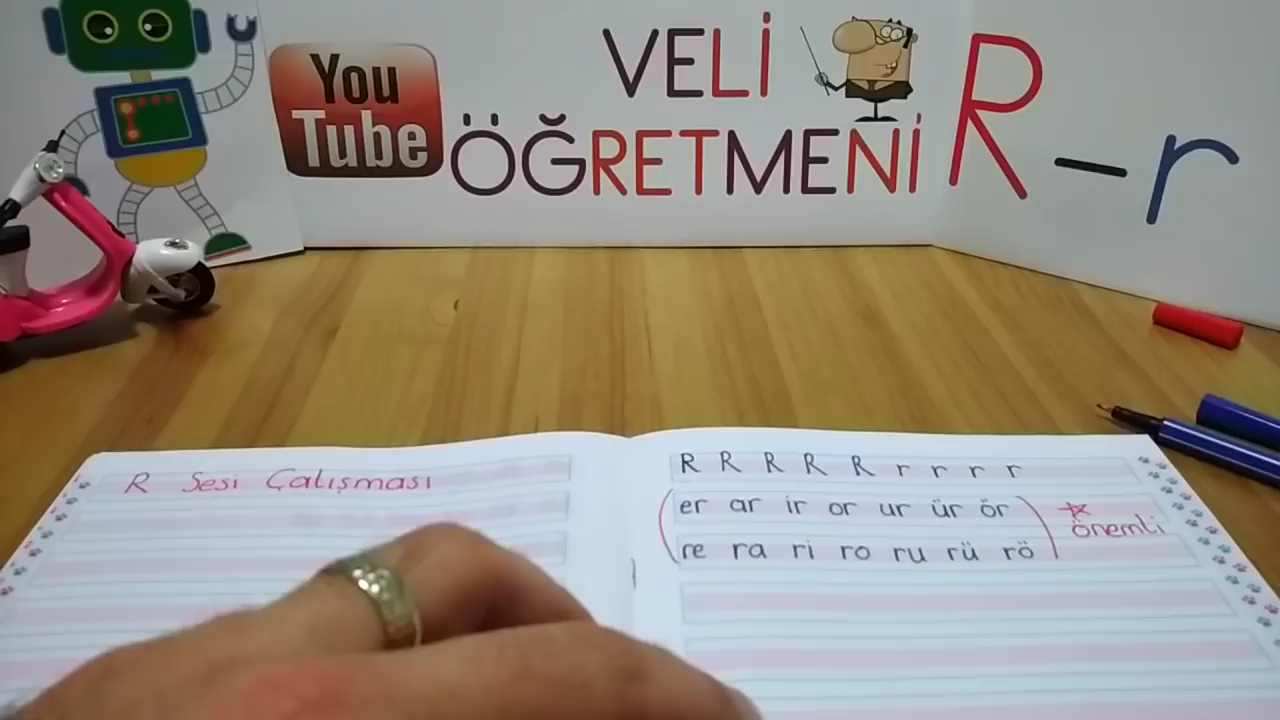 You
Tube
VELİ
ÖĞRETMENİ
R-r
R Sesi Çalışması
R R R R R r r r r
er ar ir or ur ür ör
önemli
re ra ri ro ru rü rö